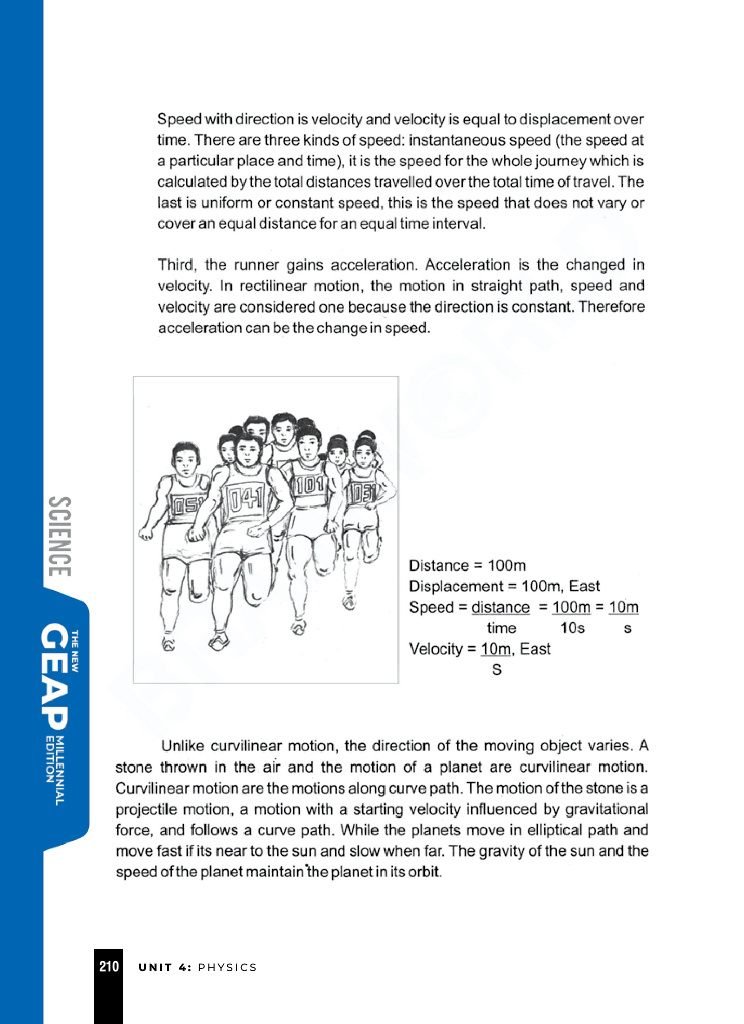 Speed with direction is velocity and velocity is equal to displacement over
time. There are three kinds of speed: instantaneous speed (the speed at
a particular place and time), it is the speed for the whole journey which is
calculated by the total distances travelled over the total time of travel. The
last is uniform or constant speed, this is the speed that does not vary or
cover an equal distance for an equal time interval.
Third, the runner gains acceleration. Acceleration is the changed in
velocity. In rectilinear motion, the motion in straight path, speed and
velocity are considered one because the direction is constant. Therefore
acceleration can be the change in speed.
051
041
101
031
Distance = 100m
Displacement = 100m, East
Speed = distance = 100m = 10m
time 10s s
Velocity = 10m, East
S
SCIENCE
THE NEW
GEAP
MILLENNIAL
EDITION
Unlike curvilinear motion, the direction of the moving object varies. A
stone thrown in the air and the motion of a planet are curvilinear motion.
Curvilinear motion are the motions along curve path. The motion of the stone is a
projectile motion, a motion with a starting velocity influenced by gravitational
force, and follows a curve path. While the planets move in elliptical path and
move fast if its near to the sun and slow when far. The gravity of the sun and the
speed of the planet maintain the planet in its orbit.
210 UNIT 4: PHYSICS